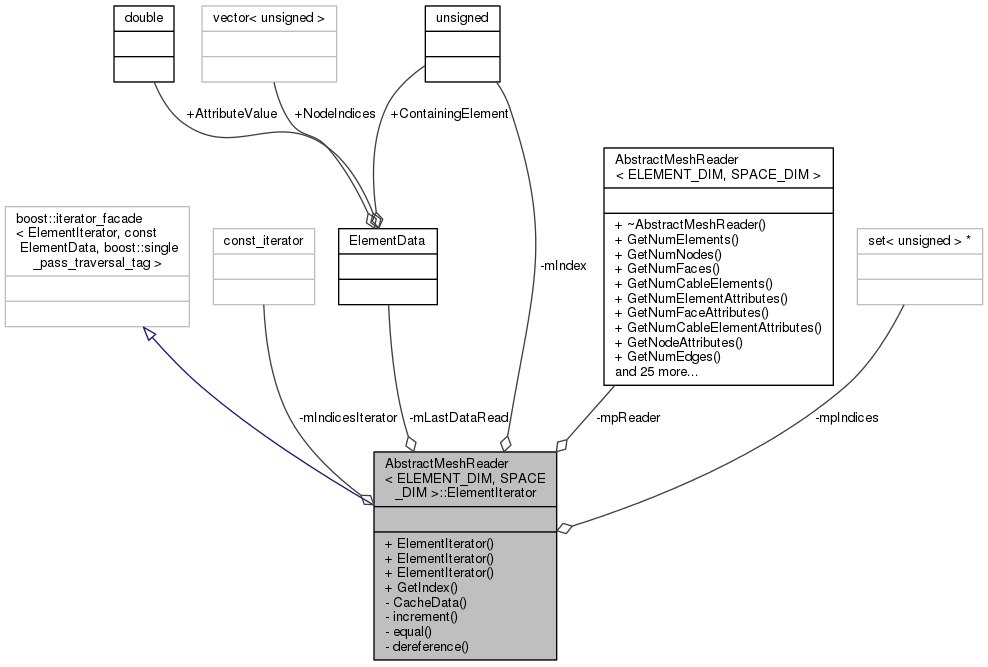 double
vector< unsigned >
unsigned
+AttributeValue
+NodeIndices
+ContainingElement
AbstractMeshReader
< ELEMENT_DIM, SPACE_DIM >
+ ~AbstractMeshReader()
+ GetNumElements()
+ GetNumNodes()
+ GetNumFaces()
+ GetNumCableElements()
+ GetNumElementAttributes()
+ GetNumFaceAttributes()
+ GetNumCableElementAttributes()
+ GetNodeAttributes()
+ GetNumEdges()
and 25 more...
boost::iterator_facade
< ElementIterator, const
ElementData, boost::single
_pass_traversal_tag >
const_iterator
ElementData
set< unsigned > *
-mIndex
-mIndicesIterator
-mLastDataRead
-mpReader
-mpIndices
AbstractMeshReader
< ELEMENT_DIM, SPACE
_DIM >::ElementIterator
+ ElementIterator()
+ ElementIterator()
+ ElementIterator()
+ GetIndex()
- CacheData()
- increment()
- equal()
- dereference()